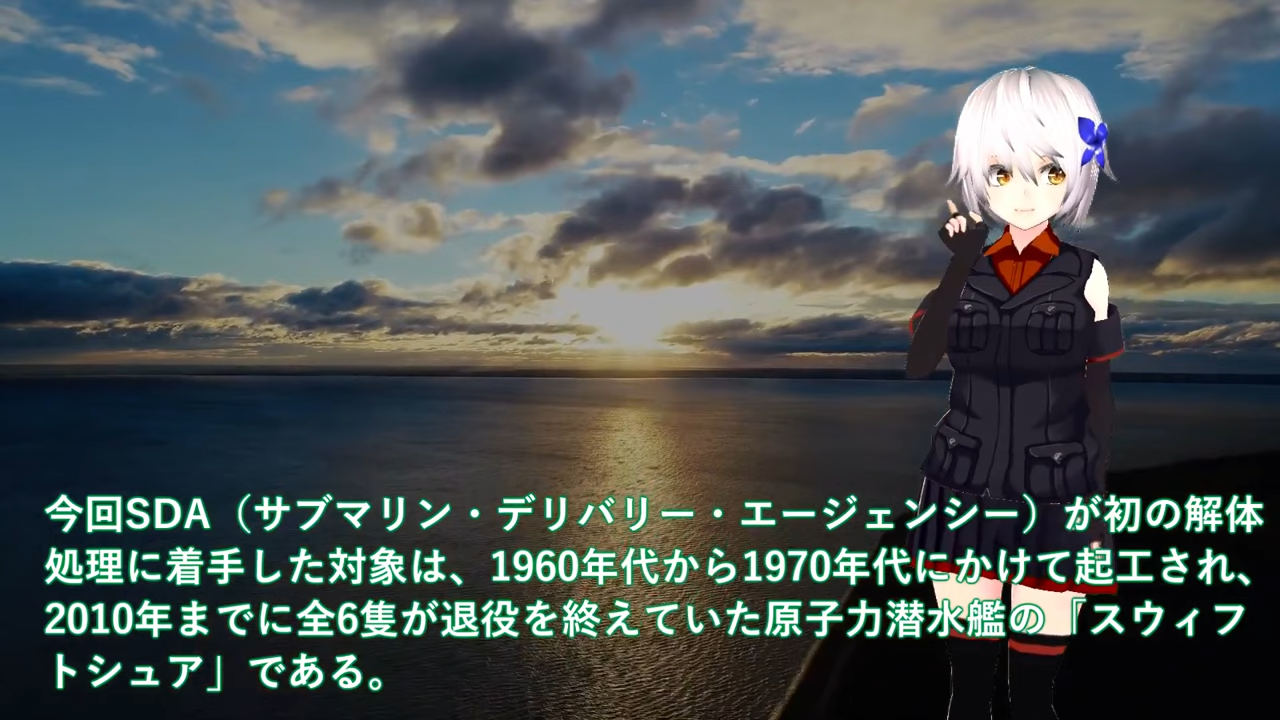 今回SDA（サブマリン・デリバリー・エージェンシー）が初の解体
処理に着手した対象は、1960年代から1970年代にかけて起工され、
2010年までに全6隻が退役を終えていた原子力潜水艦の「スウィフ
トシュア」である。